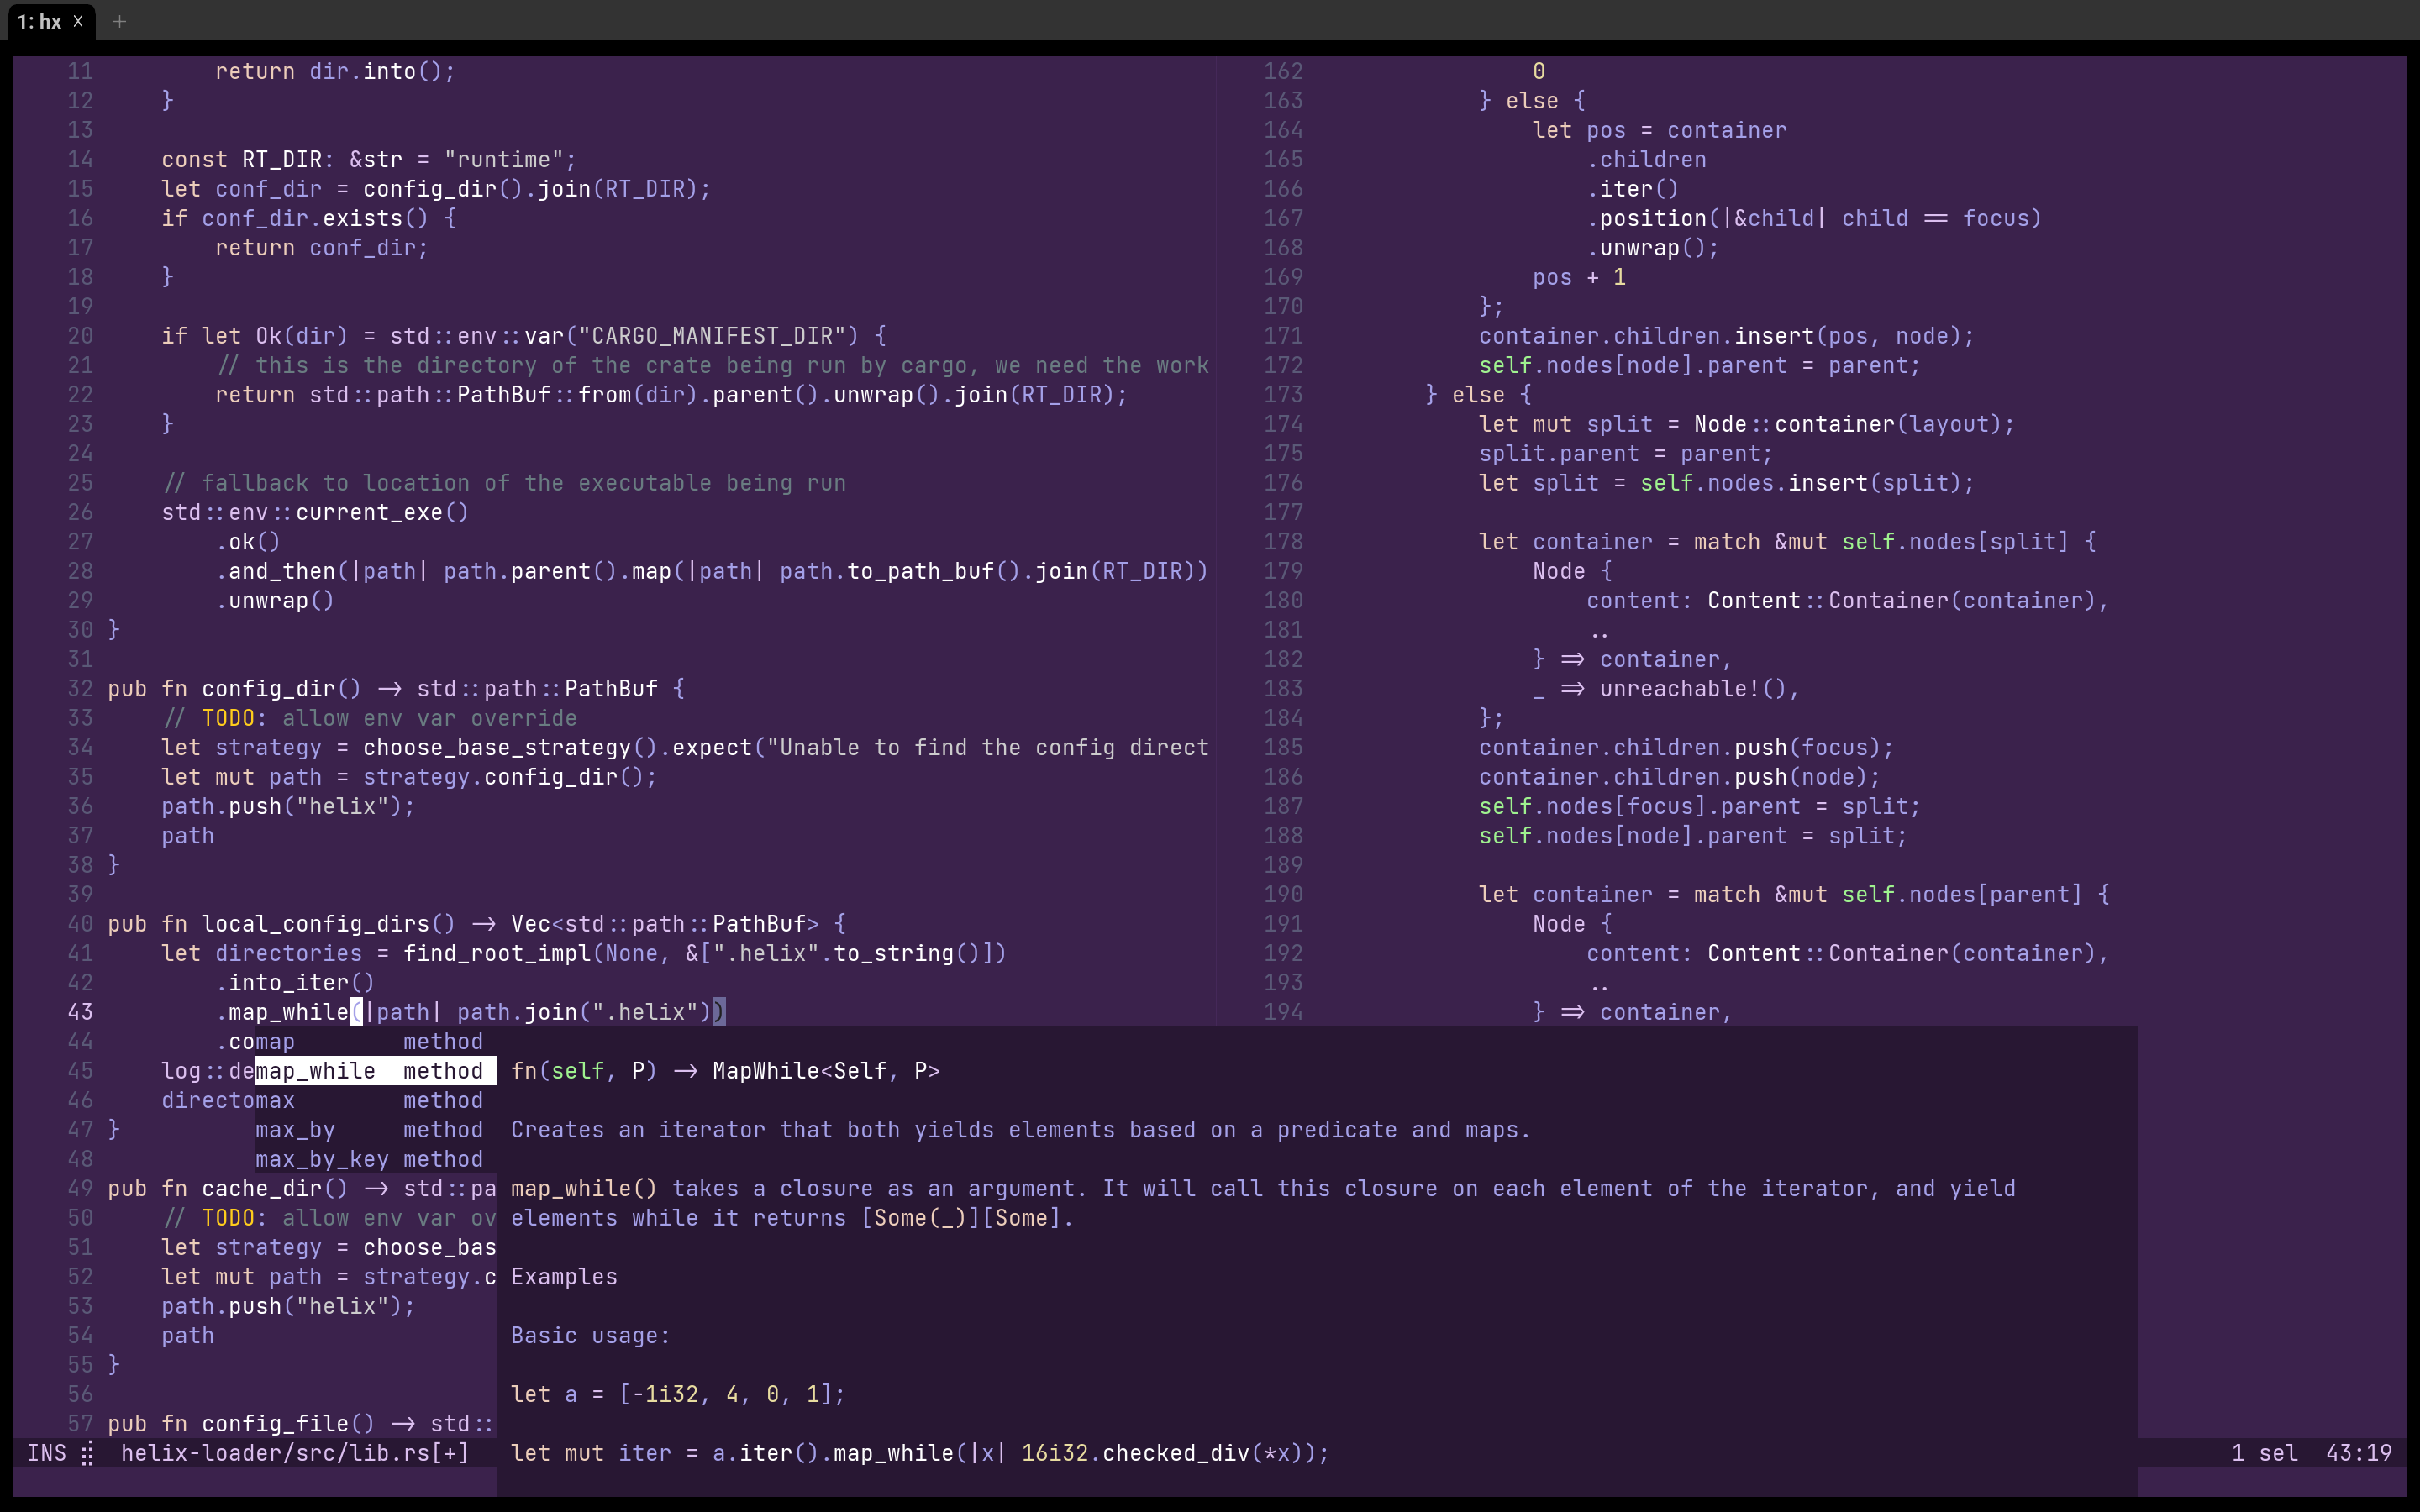 1: hx X +
11         return dir.into();
12     }
13
14     const RT_DIR: &str = "runtime";
15     let conf_dir = config_dir().join(RT_DIR);
16     if conf_dir.exists() {
17         return conf_dir;
18     }
19
20     if let Ok(dir) = std::env::var("CARGO_MANIFEST_DIR") {
21         // this is the directory of the crate being run by cargo, we need the work
22         return std::path::PathBuf::from(dir).parent().unwrap().join(RT_DIR);
23     }
24
25     // fallback to location of the executable being run
26     std::env::current_exe()
27         .ok()
28         .and_then(|path| path.parent().map(|path| path.to_path_buf().join(RT_DIR))
29         .unwrap()
30 }
31
32 pub fn config_dir() -> std::path::PathBuf {
33     // TODO: allow env var override
34     let strategy = choose_base_strategy().expect("Unable to find the config direct
35     let mut path = strategy.config_dir();
36     path.push("helix");
37     path
38 }
39
40 pub fn local_config_dirs() -> Vec<std::path::PathBuf> {
41     let directories = find_root_impl(None, &[".helix".to_string()])
42         .into_iter()
43         .map_while(|path| path.join(".helix"))
44         .co
45     log::de
46     directo
47 }
48
49 pub fn cache_dir() -> std::pa
50     // TODO: allow env var ov
51     let strategy = choose_bas
52     let mut path = strategy.c
53     path.push("helix");
54     path
55 }
56
57 pub fn config_file() -> std::
map        method
map_while  method
max        method
max_by     method
max_by_key method
fn(self, P) -> MapWhile<Self, P>
Creates an iterator that both yields elements based on a predicate and maps.
map_while() takes a closure as an argument. It will call this closure on each element of the iterator, and yield
elements while it returns [Some(_)][Some].
Examples
Basic usage:
let a = [-1i32, 4, 0, 1];
let mut iter = a.iter().map_while(|x| 16i32.checked_div(*x));
162                 0
163             } else {
164                 let pos = container
165                     .children
166                     .iter()
167                     .position(|&child| child == focus)
168                     .unwrap();
169                 pos + 1
170             };
171             container.children.insert(pos, node);
172             self.nodes[node].parent = parent;
173         } else {
174             let mut split = Node::container(layout);
175             split.parent = parent;
176             let split = self.nodes.insert(split);
177
178             let container = match &mut self.nodes[split] {
179                 Node {
180                     content: Content::Container(container),
181                     ..
182                 } => container,
183                 _ => unreachable!(),
184             };
185             container.children.push(focus);
186             container.children.push(node);
187             self.nodes[focus].parent = split;
188             self.nodes[node].parent = split;
189
190             let container = match &mut self.nodes[parent] {
191                 Node {
192                     content: Content::Container(container),
193                     ..
194                 } => container,
INS ⣾ helix-loader/src/lib.rs[+]
1 sel 43:19